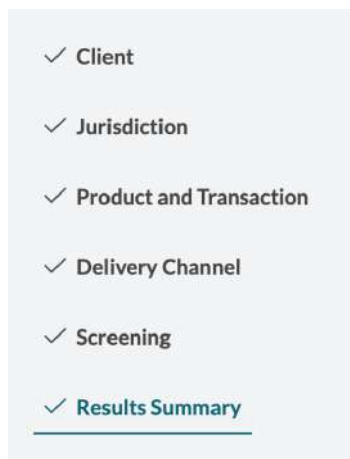 Client
Jurisdiction
Product and Transaction
Delivery Channel
Screening
Results Summary